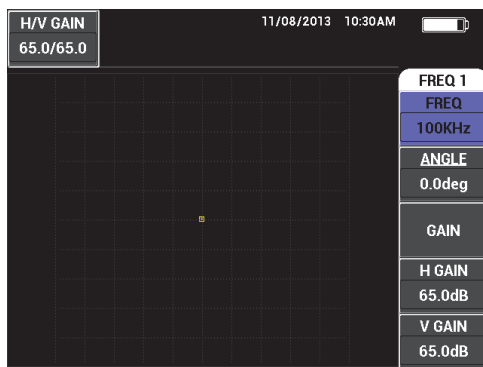 H/V GAIN
65.0/65.0
11/08/2013 10:30AM
FREQ 1
FREQ
100KHz
ANGLE
0.0deg
GAIN
H GAIN
65.0dB
V GAIN
65.0dB